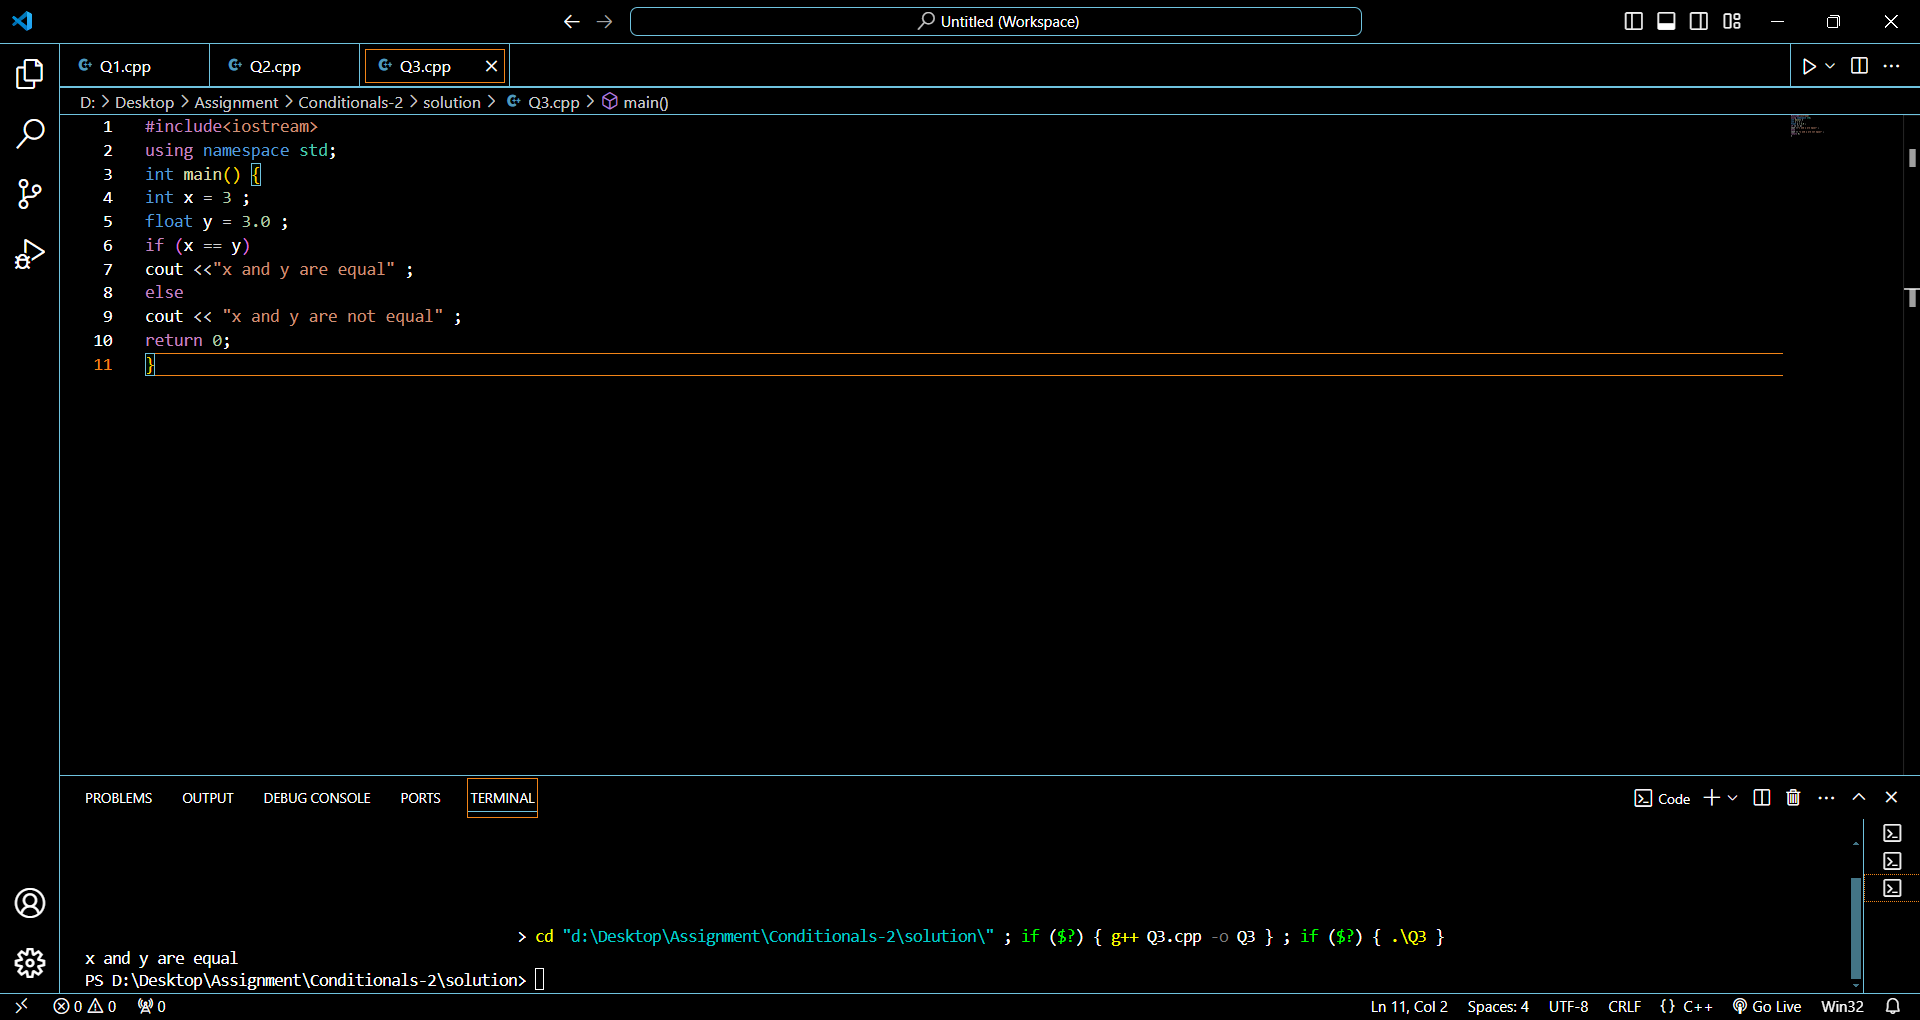 Untitled (Workspace)
Q1.cpp
Q2.cpp
Q3.cpp
D: > Desktop > Assignment > Conditionals-2 > solution > Q3.cpp > main()
1 #include<iostream>
2 using namespace std;
3 int main() {
4 int x = 3 ;
5 float y = 3.0 ;
6 if (x == y)
7 cout <<"x and y are equal" ;
8 else
9 cout << "x and y are not equal" ;
10 return 0;
11 }
PROBLEMS OUTPUT DEBUG CONSOLE PORTS TERMINAL
Code
> cd "d:\Desktop\Assignment\Conditionals-2\solution\" ; if ($?) { g++ Q3.cpp -o Q3 } ; if ($?) { .\Q3 }
x and y are equal
PS D:\Desktop\Assignment\Conditionals-2\solution>
0 0 0 Ln 11, Col 2 Spaces: 4 UTF-8 CRLF {} C++ Go Live Win32